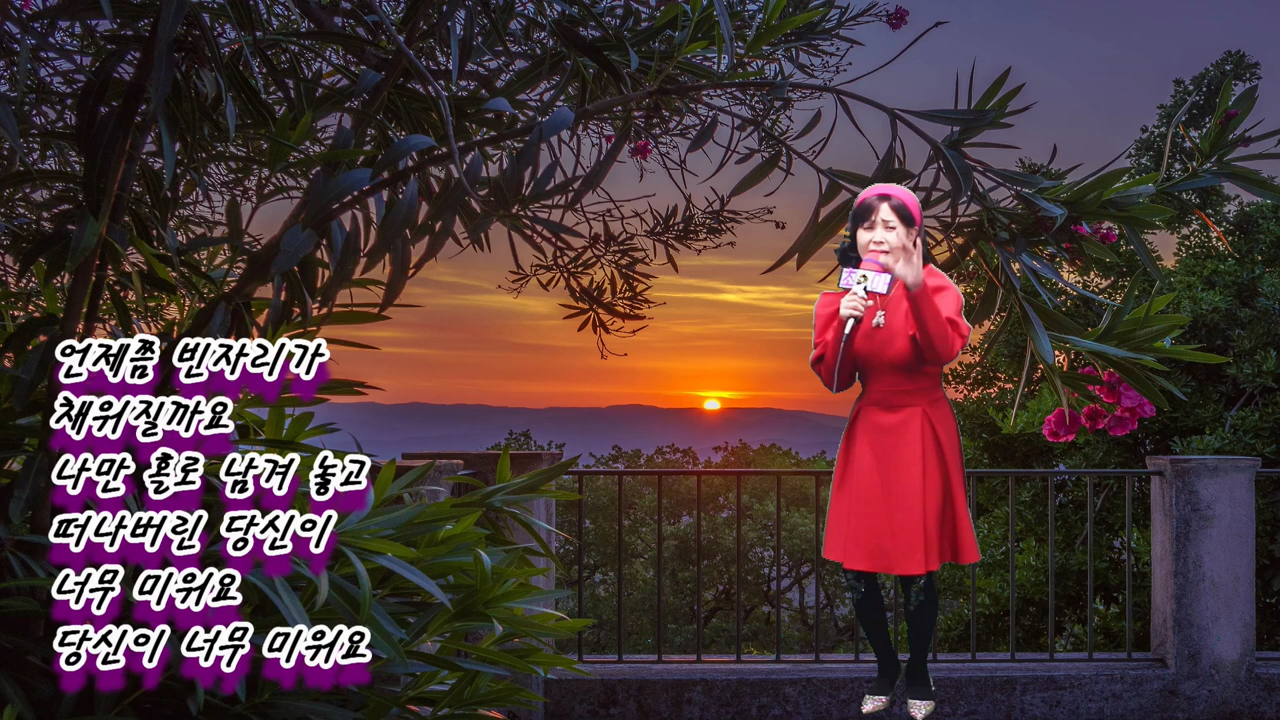 언제쯤 빈자리가
채워질까요
나만 홀로 남겨 놓고
떠나버린 당신이
너무 미워요
당신이 너무 미워요